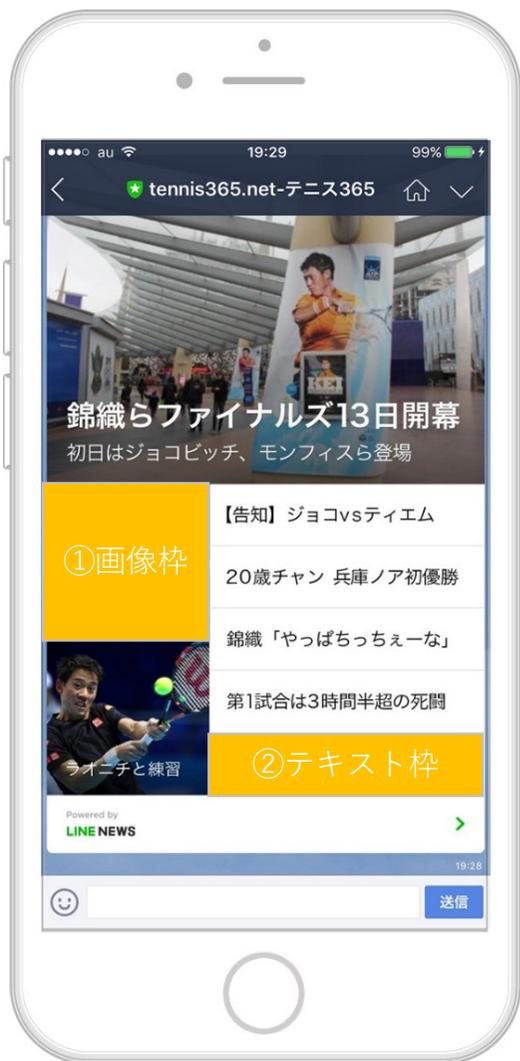 au 19:29 99%
tennis365.net-テニス365
KEI
錦織らファイナルズ13日開幕
初日はジョコビッチ、モンフィスら登場
①画像枠
【告知】ジョコvsティエム
20歳チャン 兵庫ノア初優勝
錦織「やっぱちっちぇーな」
第1試合は3時間半超の死闘
ラオニチと練習
②テキスト枠
Powered by
LINE NEWS
19:28
送信